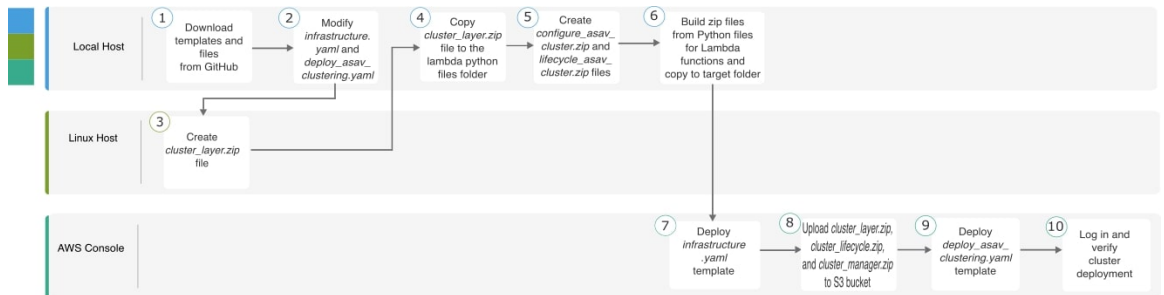 Local Host
1
Download
templates and
files
from GitHub
2
Modify
infrastructure.
yaml and
deploy_asav_
clustering.yaml
4
Copy
cluster_layer.zip
file to the
lambda python
files folder
5
Create
configure_asav_
cluster.zip and
lifecycle_asav_
cluster.zip files
6
Build zip files
from Python files
for Lambda
functions and
copy to target folder
Linux Host
3
Create
cluster_layer.zip
file
AWS Console
7
Deploy
infrastructure
.yaml
template
8
Upload cluster_layer.zip,
cluster_lifecycle.zip,
and cluster_manager.zip
to S3 bucket
9
Deploy
deploy_asav_
clustering.yaml
template
10
Log in and
verify
cluster
deployment